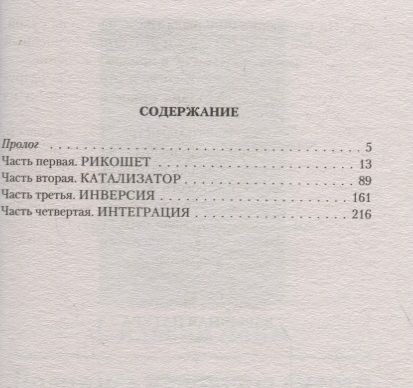 СОДЕРЖАНИЕ
Пролог . . . . . . . . . . . . . . . . . . . . . . . . . . . . . . . . . . . . . . . 5
Часть первая. РИКОШЕТ . . . . . . . . . . . . . . . . . . . . . . . . . . 13
Часть вторая. КАТАЛИЗАТОР . . . . . . . . . . . . . . . . . . . . . . . 89
Часть третья. ИНВЕРСИЯ . . . . . . . . . . . . . . . . . . . . . . . . . 161
Часть четвертая. ИНТЕГРАЦИЯ . . . . . . . . . . . . . . . . . . . . 216